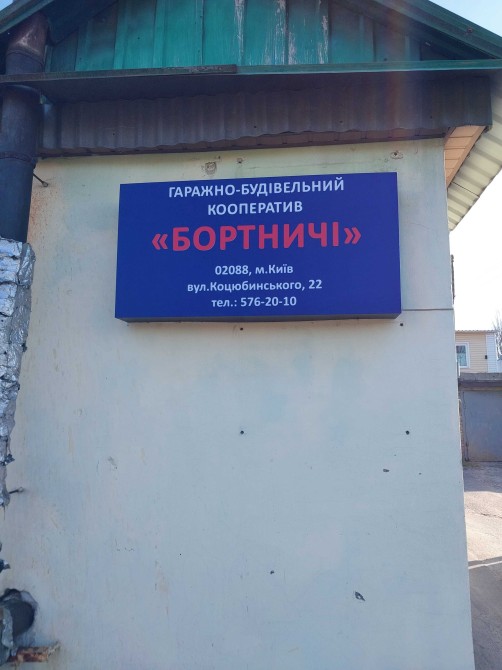 ГАРАЖНО-БУДІВЕЛЬНИЙ
КООПЕРАТИВ
«БОРТНИЧІ»
02088, м.Київ
вул.Коцюбинського, 22
тел.: 576-20-10